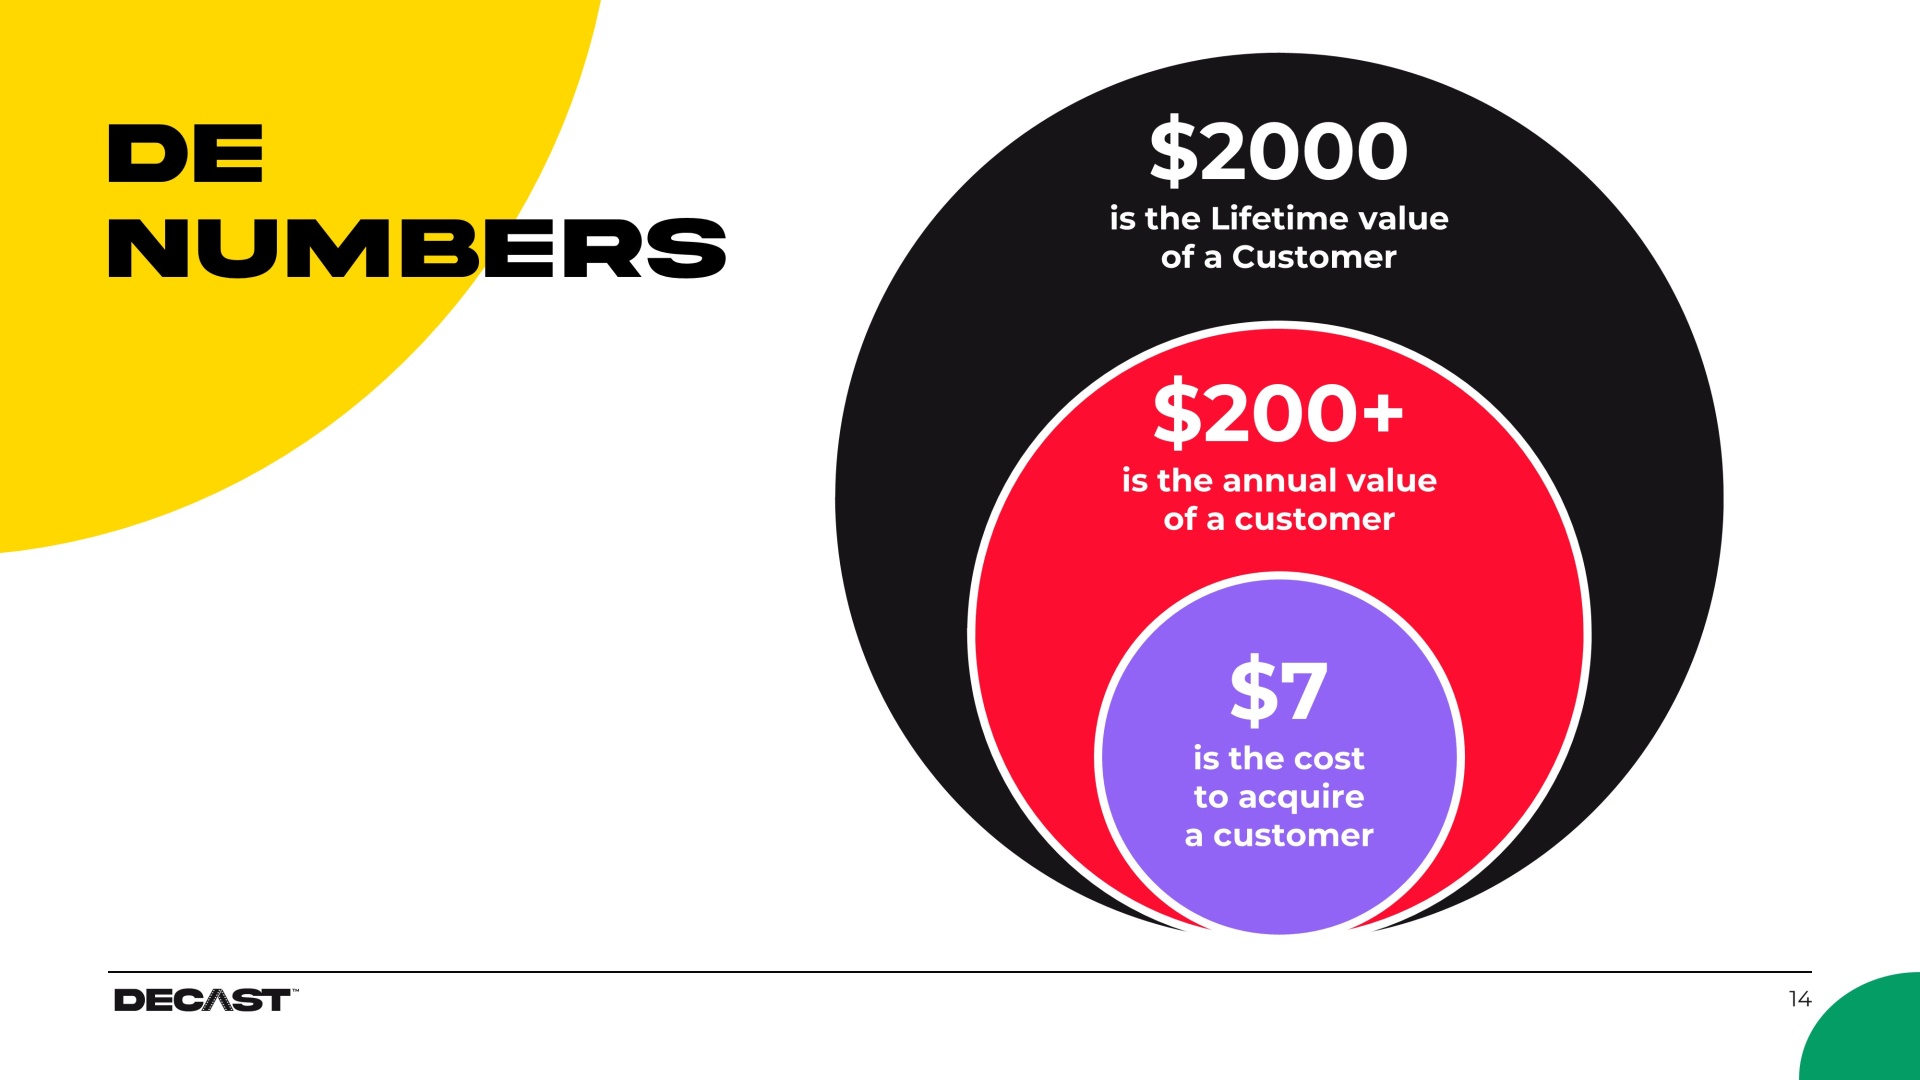 DE
NUMBERS
$2000
is the Lifetime value
of a Customer
$200+
is the annual value
of a customer
$7
is the cost
to acquire
a customer
DECAST™
14